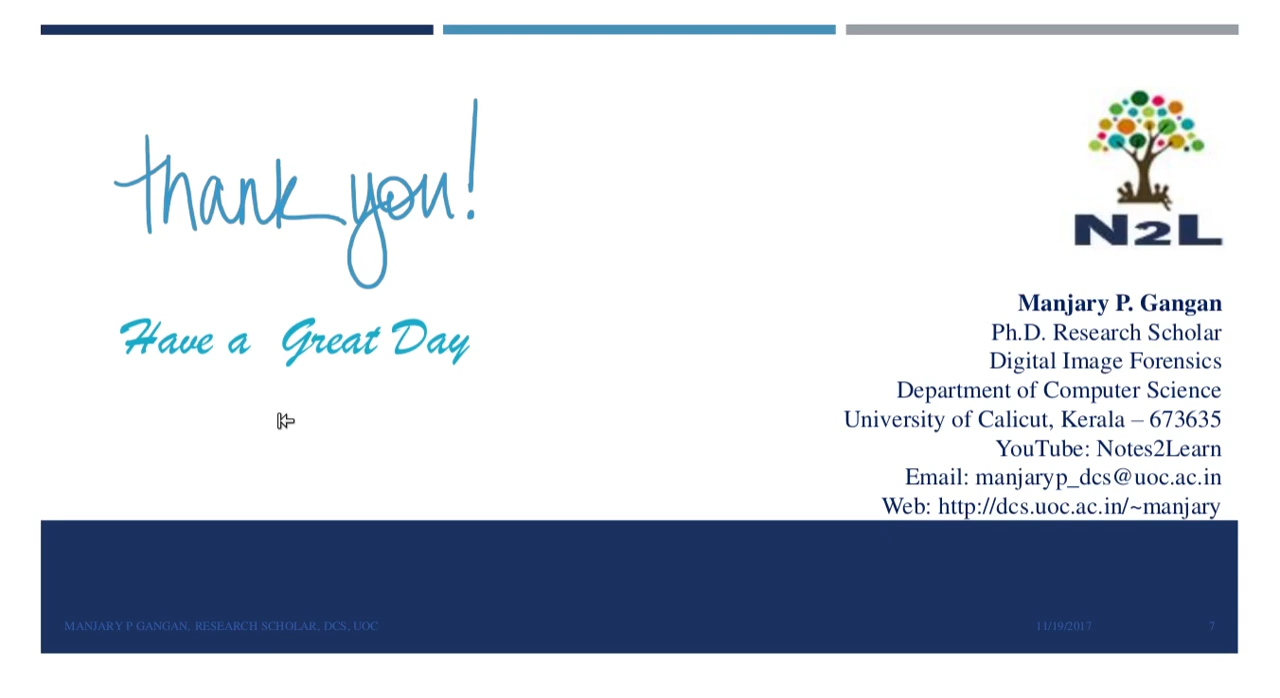 thank you!
Have a Great Day
N2L
Manjary P. Gangan
Ph.D. Research Scholar
Digital Image Forensics
Department of Computer Science
University of Calicut, Kerala – 673635
YouTube: Notes2Learn
Email: manjaryp_dcs@uoc.ac.in
Web: http://dcs.uoc.ac.in/~manjary
MANJARY P GANGAN, RESEARCH SCHOLAR, DCS, UOC
11/19/2017
7